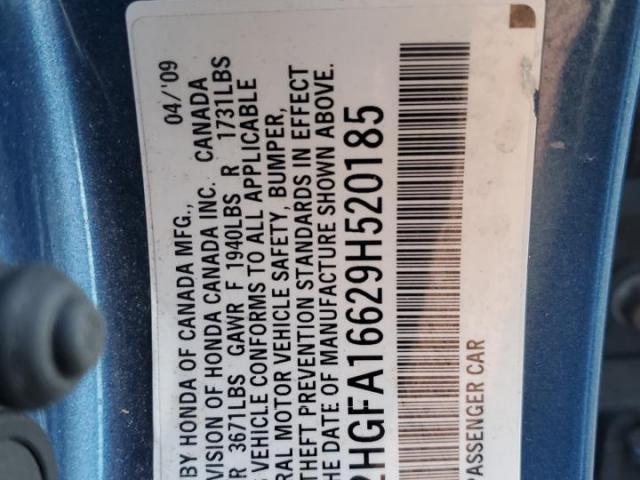 BY HONDA OF CANADA MFG., 04/'09
VISION OF HONDA CANADA INC. CANADA
R 3671LBS GAWR F 1940LBS R 1731LBS
VEHICLE CONFORMS TO ALL APPLICABLE
RAL MOTOR VEHICLE SAFETY, BUMPER,
THEFT PREVENTION STANDARDS IN EFFECT
HE DATE OF MANUFACTURE SHOWN ABOVE.
2HGFA16629H520185
PASSENGER CAR